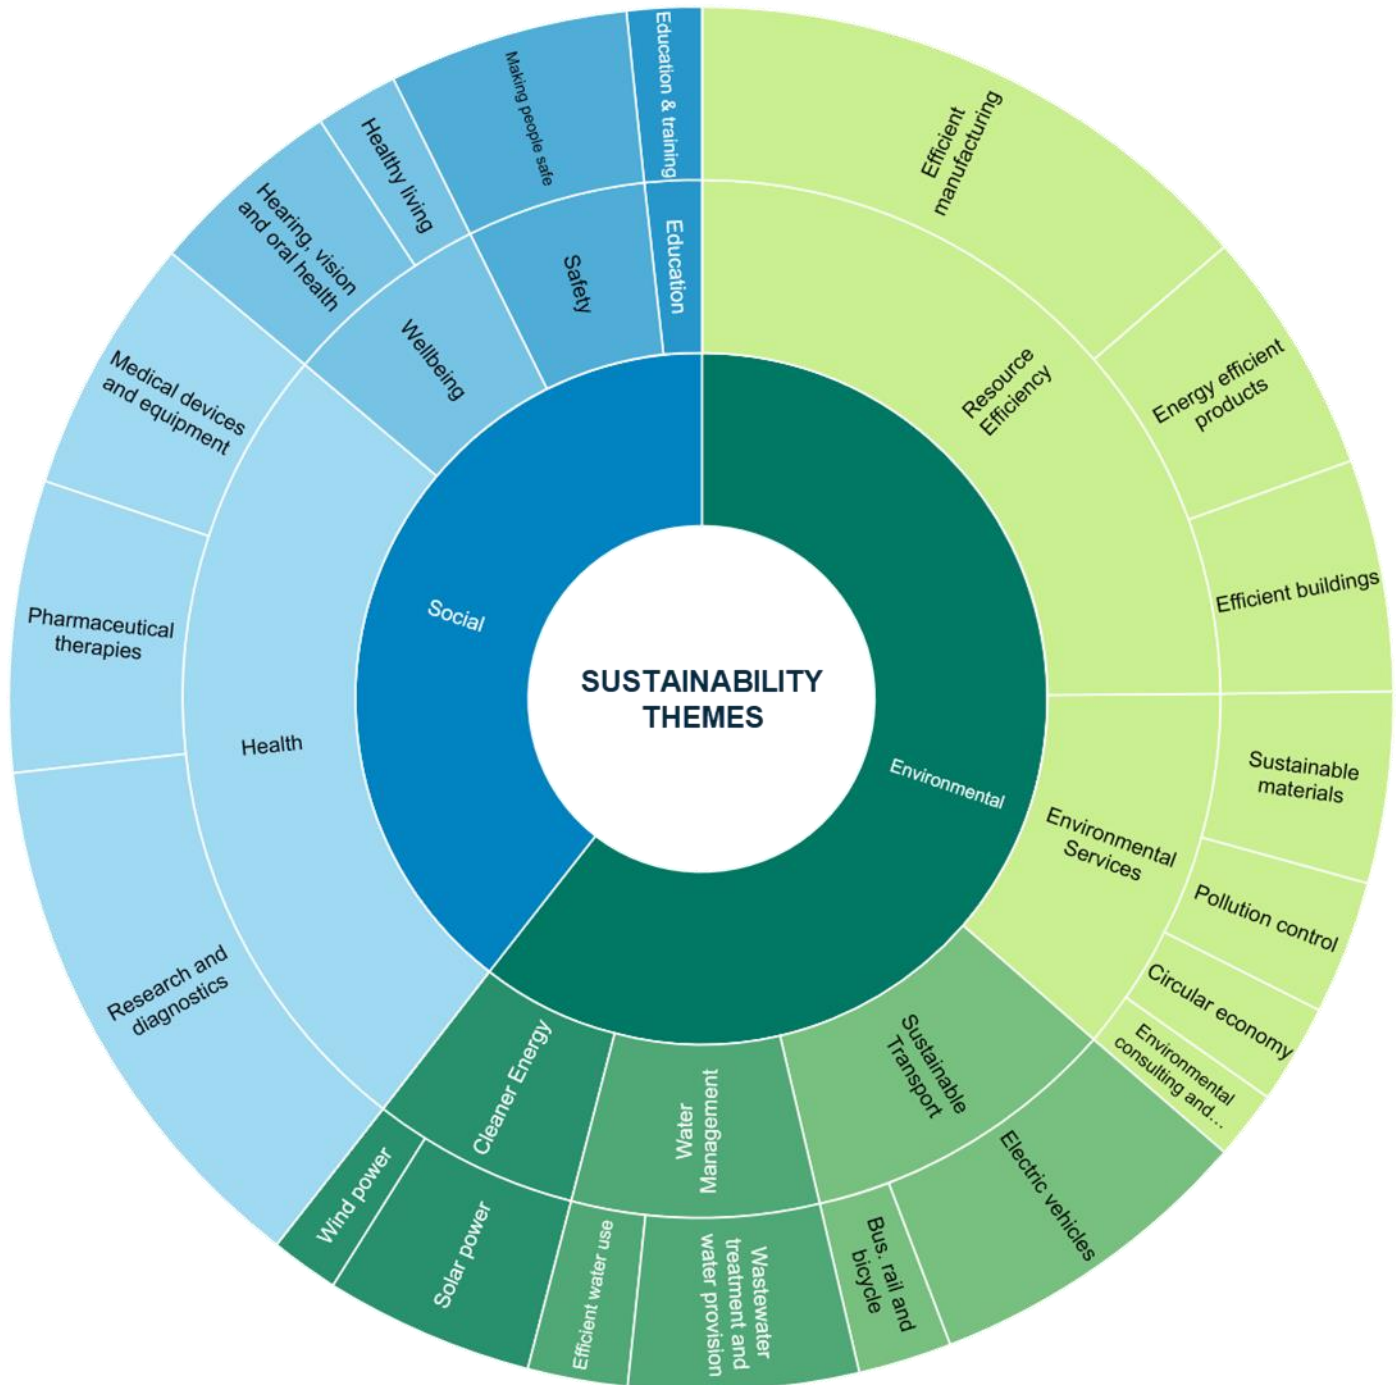 SUSTAINABILITY
THEMES
Environmental
Resource
Efficiency
Efficient
manufacturing
Energy efficient
products
Efficient buildings
Environmental
Services
Sustainable
materials
Pollution control
Circular economy
Environmental
consulting and...
Sustainable
Transport
Electric vehicles
Bus. rail and
bicycle
Water
Management
Wastewater
treatment and
water provision
Efficient water use
Cleaner Energy
Solar power
Wind power
Social
Health
Research and
diagnostics
Pharmaceutical
therapies
Medical devices
and equipment
Wellbeing
Hearing, vision
and oral health
Healthy living
Safety
Making people safe
Education
Education & training